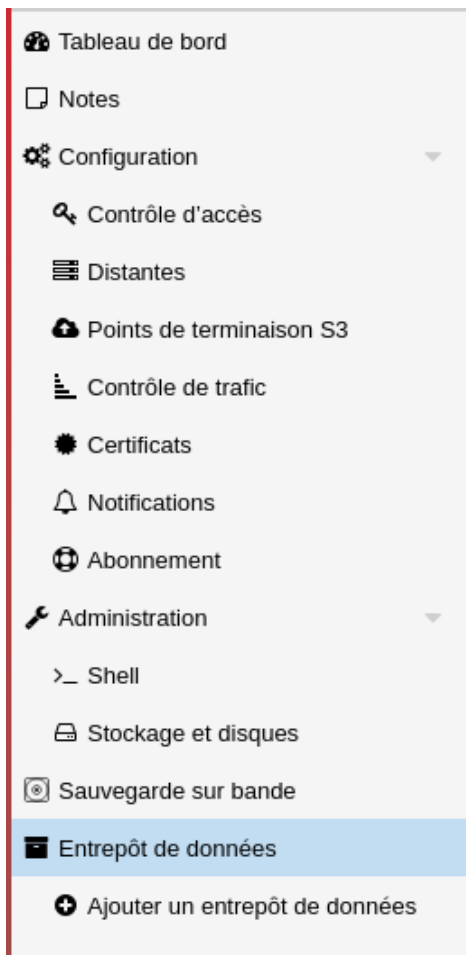 Tableau de bord
Notes
Configuration
Contrôle d'accès
Distantes
Points de terminaison S3
Contrôle de trafic
Certificats
Notifications
Abonnement
Administration
Shell
Stockage et disques
Sauvegarde sur bande
Entrepôt de données
Ajouter un entrepôt de données